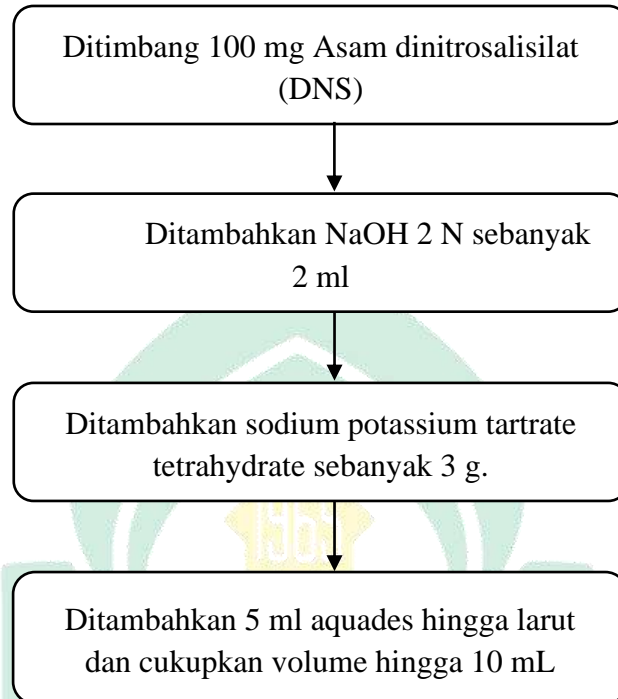 Ditimbang 100 mg Asam dinitrosalisilat
(DNS)
Ditambahkan NaOH 2 N sebanyak
2 ml
Ditambahkan sodium potassium tartrate
tetrahydrate sebanyak 3 g.
1963
Ditambahkan 5 ml aquades hingga larut
dan cukupkan volume hingga 10 mL